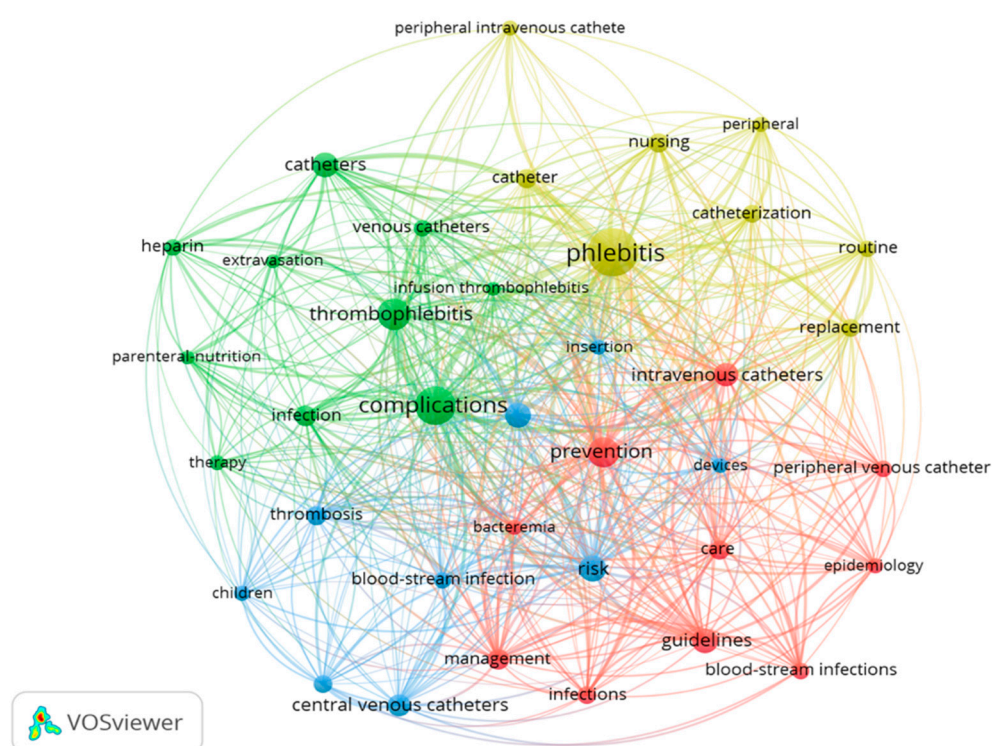 peripheral intravenous cathete
peripheral
nursing
catheters
catheter
catheterization
venous catheters
heparin
routine
phlebitis
extravasation
infusion thrombophlebitis
thrombophlebitis
replacement
insertion
parenteral-nutrition
intravenous catheters
complications
infection
prevention
therapy
devices
peripheral venous catheter
thrombosis
bacteremia
care
epidemiology
risk
blood-stream infection
children
guidelines
management
blood-stream infections
infections
central venous catheters
VOSviewer